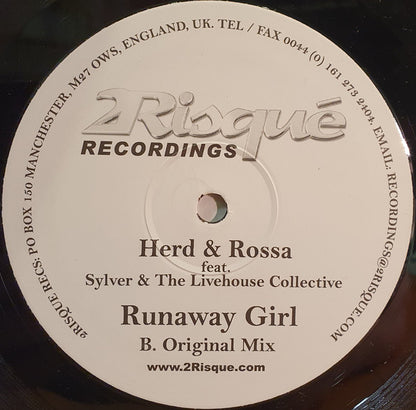 2RISQUE RECS: PO BOX 150 MANCHESTER, M27 OWS, ENGLAND, UK. TEL / FAX 0044 (0) 161 273 2404. EMAIL: RECORDINGS@2RISQUE.COM
2Risqué
RECORDINGS
Herd & Rossa
feat.
Sylver & The Livehouse Collective
Runaway Girl
B. Original Mix
www.2Risque.com